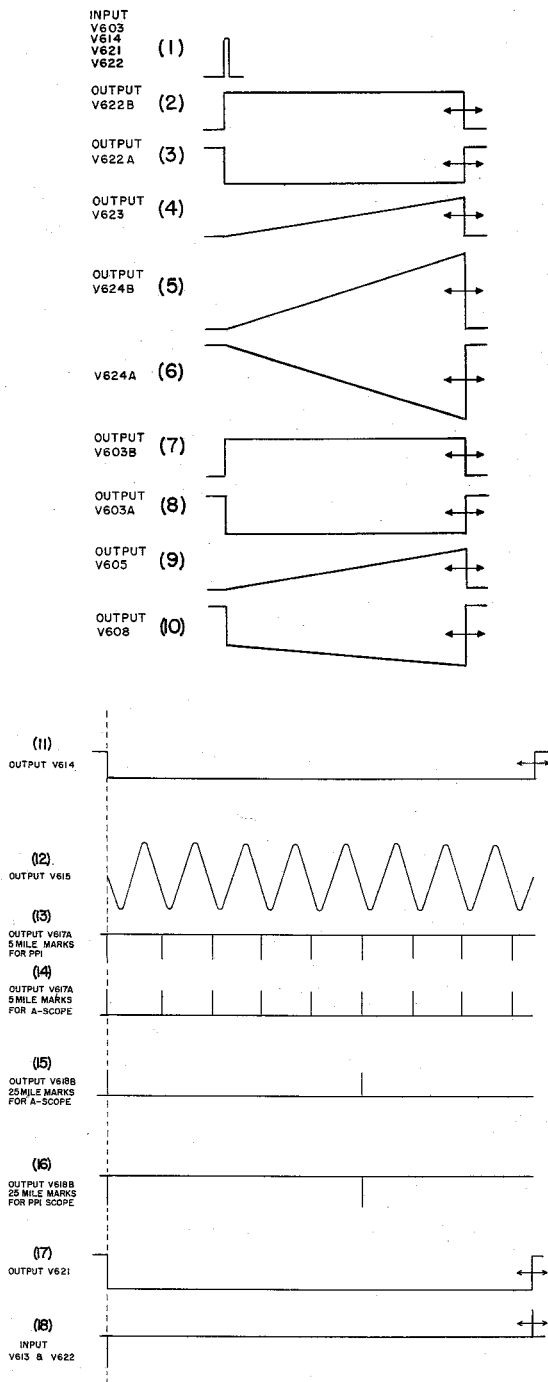 INPUT
V603
V614
V621
V622
(1)
OUTPUT
V622B
(2)
OUTPUT
V622A
(3)
OUTPUT
V623
(4)
OUTPUT
V624B
(5)
V624A
(6)
OUTPUT
V603B
(7)
OUTPUT
V603A
(8)
OUTPUT
V605
(9)
OUTPUT
V608
(10)
(11)
OUTPUT V614
(12)
OUTPUT V615
(13)
OUTPUT V617A
5 MILE MARKS
FOR PPI
(14)
OUTPUT V617A
5 MILE MARKS
FOR A-SCOPE
(15)
OUTPUT V618B
25 MILE MARKS
FOR A-SCOPE
(16)
OUTPUT V618B
25 MILE MARKS
FOR PPI SCOPE
(17)
OUTPUT V621
(18)
INPUT
V613 & V622